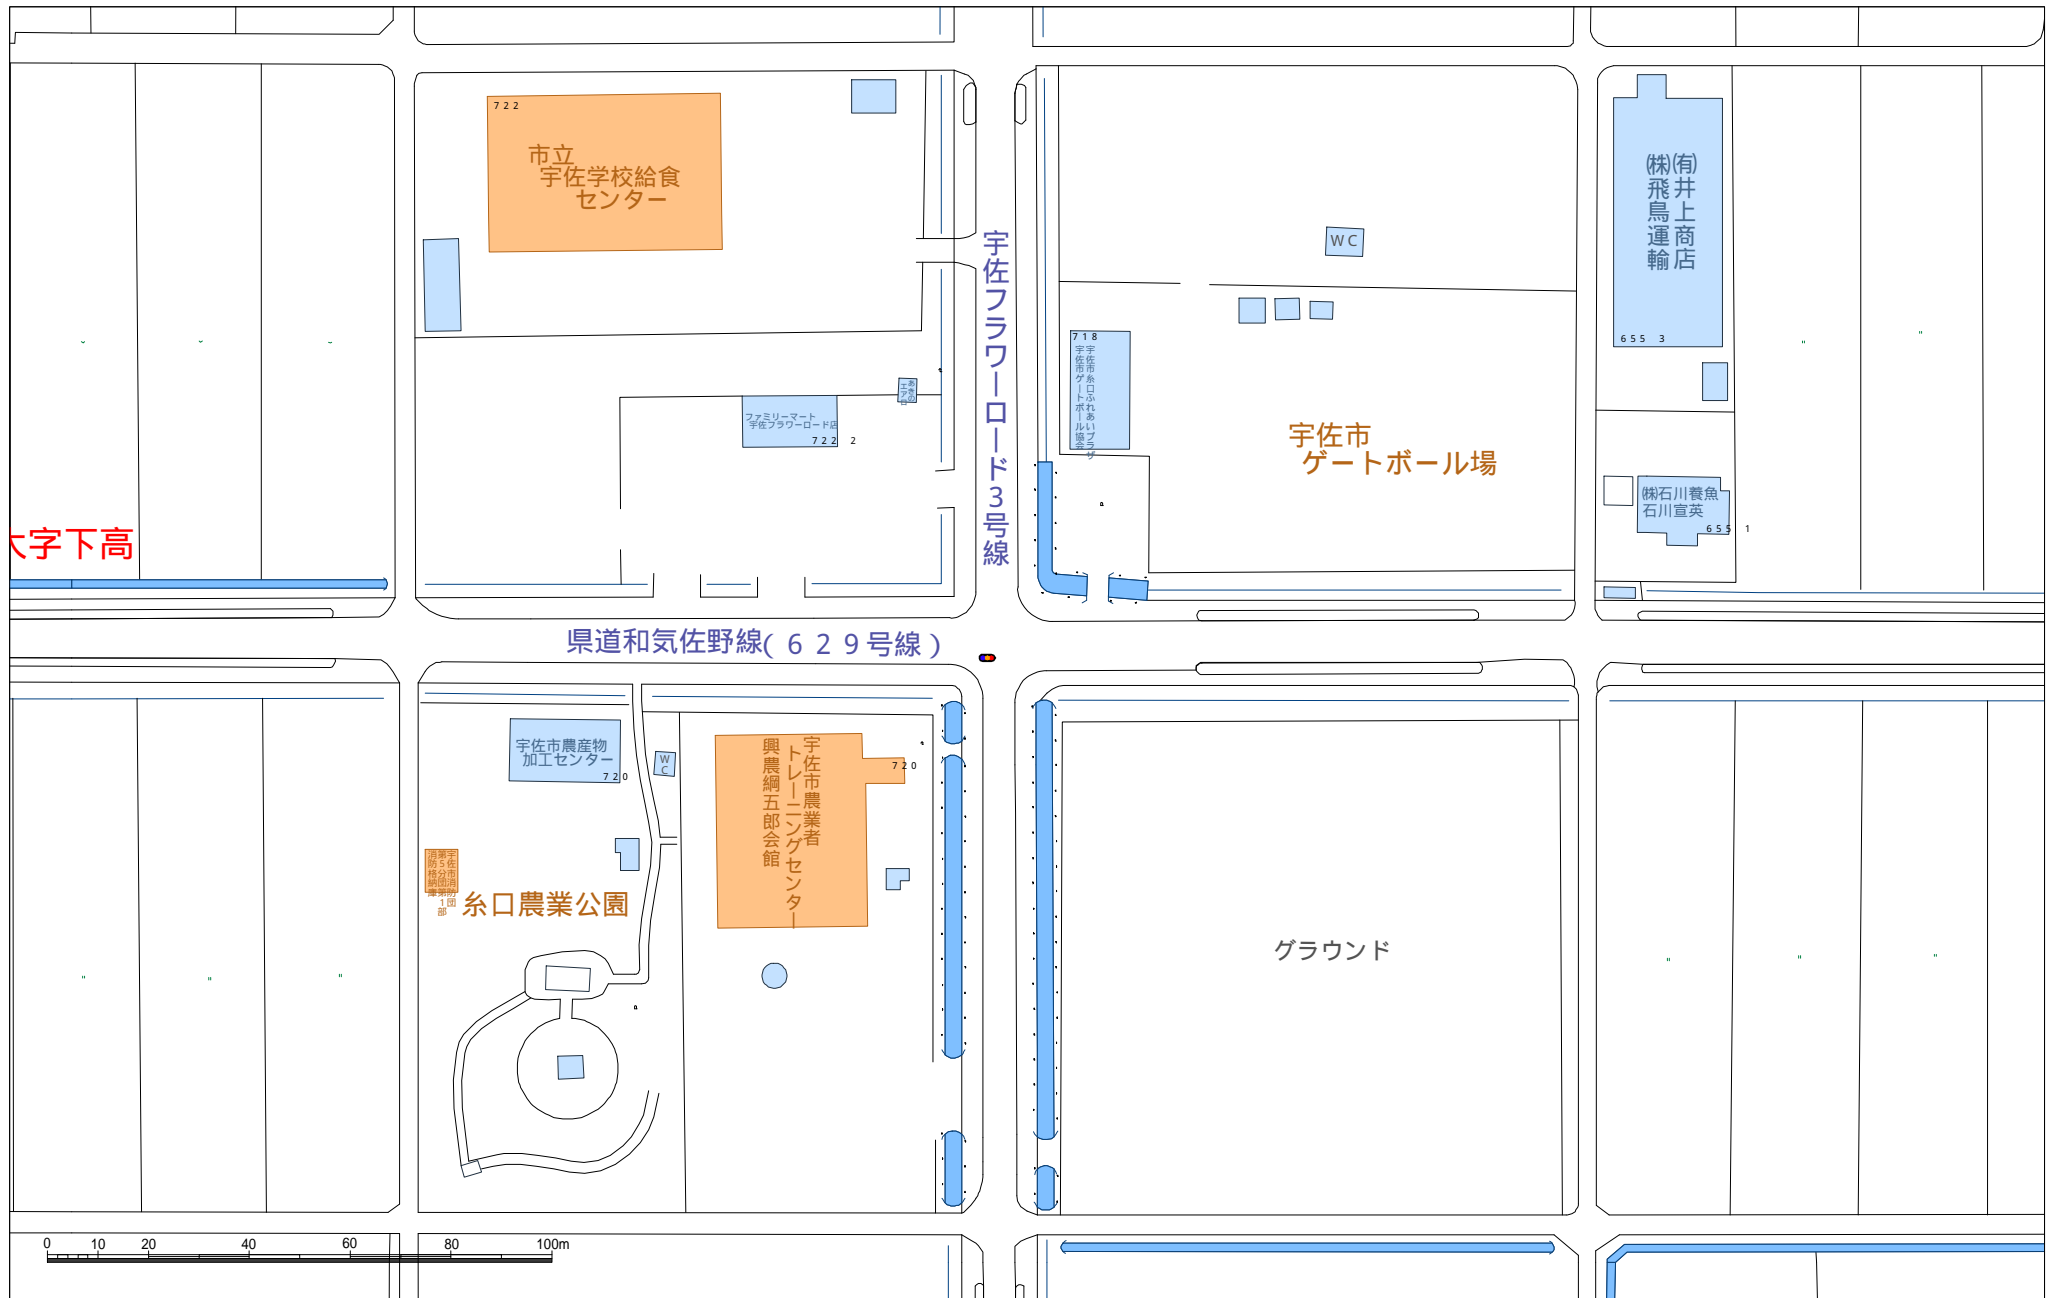 722
市立
宇佐学校給食
センター
宇佐フラワーロード3号線
WC
718
宇佐市糸口ふれあいプラザ
宇佐市ゲートボール協会
宇佐市
ゲートボール場
(有)井上商店
(株)飛鳥運輸
655 3
(株)石川養魚
石川宣英
655 1
ファミリーマート
宇佐フラワーロード店
722 2
あきの
エアロ
大字下高
県道和気佐野線(629号線)
宇佐市農産物
加工センター
720
WC
宇佐市農業者
トレーニングセンター
興農綱五郎会館
720
宇佐市消防団
第5分団第1部
消防格納庫
糸口農業公園
グラウンド
0 10 20 40 60 80 100m